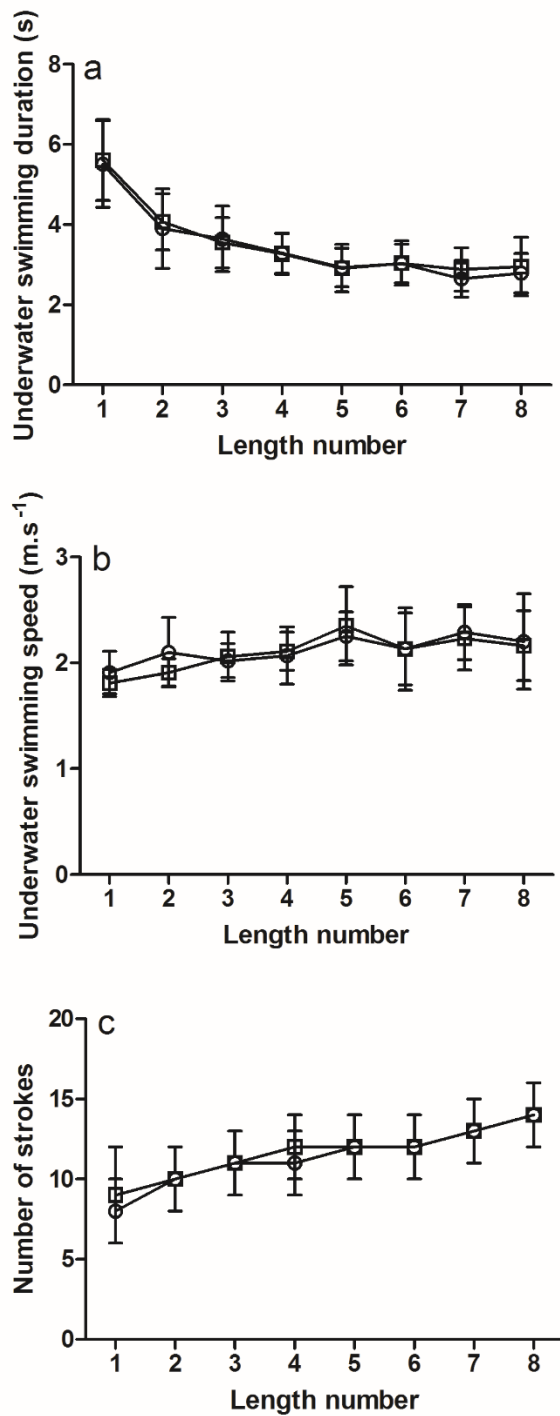 a
Underwater swimming duration (s)
8
6
4
2
0
1 2 3 4 5 6 7 8
Length number
b
Underwater swimming speed (m.s⁻¹)
3
2
1
0
1 2 3 4 5 6 7 8
Length number
c
Number of strokes
20
15
10
5
0
1 2 3 4 5 6 7 8
Length number